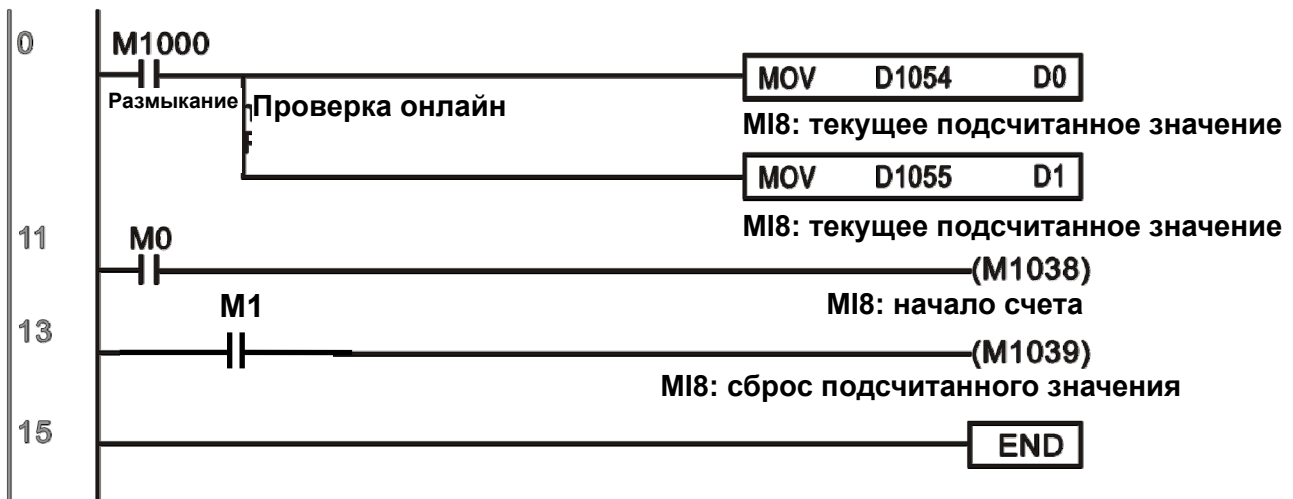 0
M1000
Размыкание
Проверка онлайн
MOV D1054 D0
MI8: текущее подсчитанное значение
MOV D1055 D1
MI8: текущее подсчитанное значение
11
M0
(M1038)
MI8: начало счета
13
M1
(M1039)
MI8: сброс подсчитанного значения
15
END